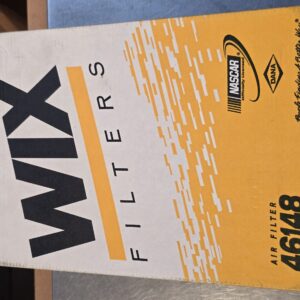 WIX
FILTERS
NASCAR
DANA
AIR FILTER
46148